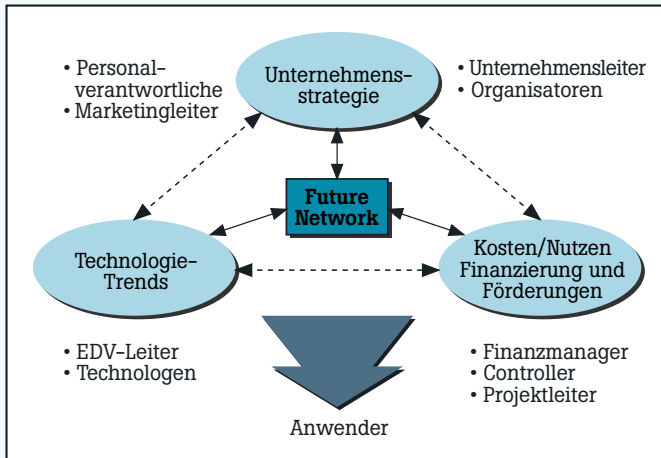 • Personal-
verantwortliche
• Marketingleiter
Unternehmens-
strategie
• Unternehmensleiter
• Organisatoren
Future
Network
Technologie-
Trends
Kosten/Nutzen
Finanzierung und
Förderungen
• EDV-Leiter
• Technologen
• Finanzmanager
• Controller
• Projektleiter
Anwender